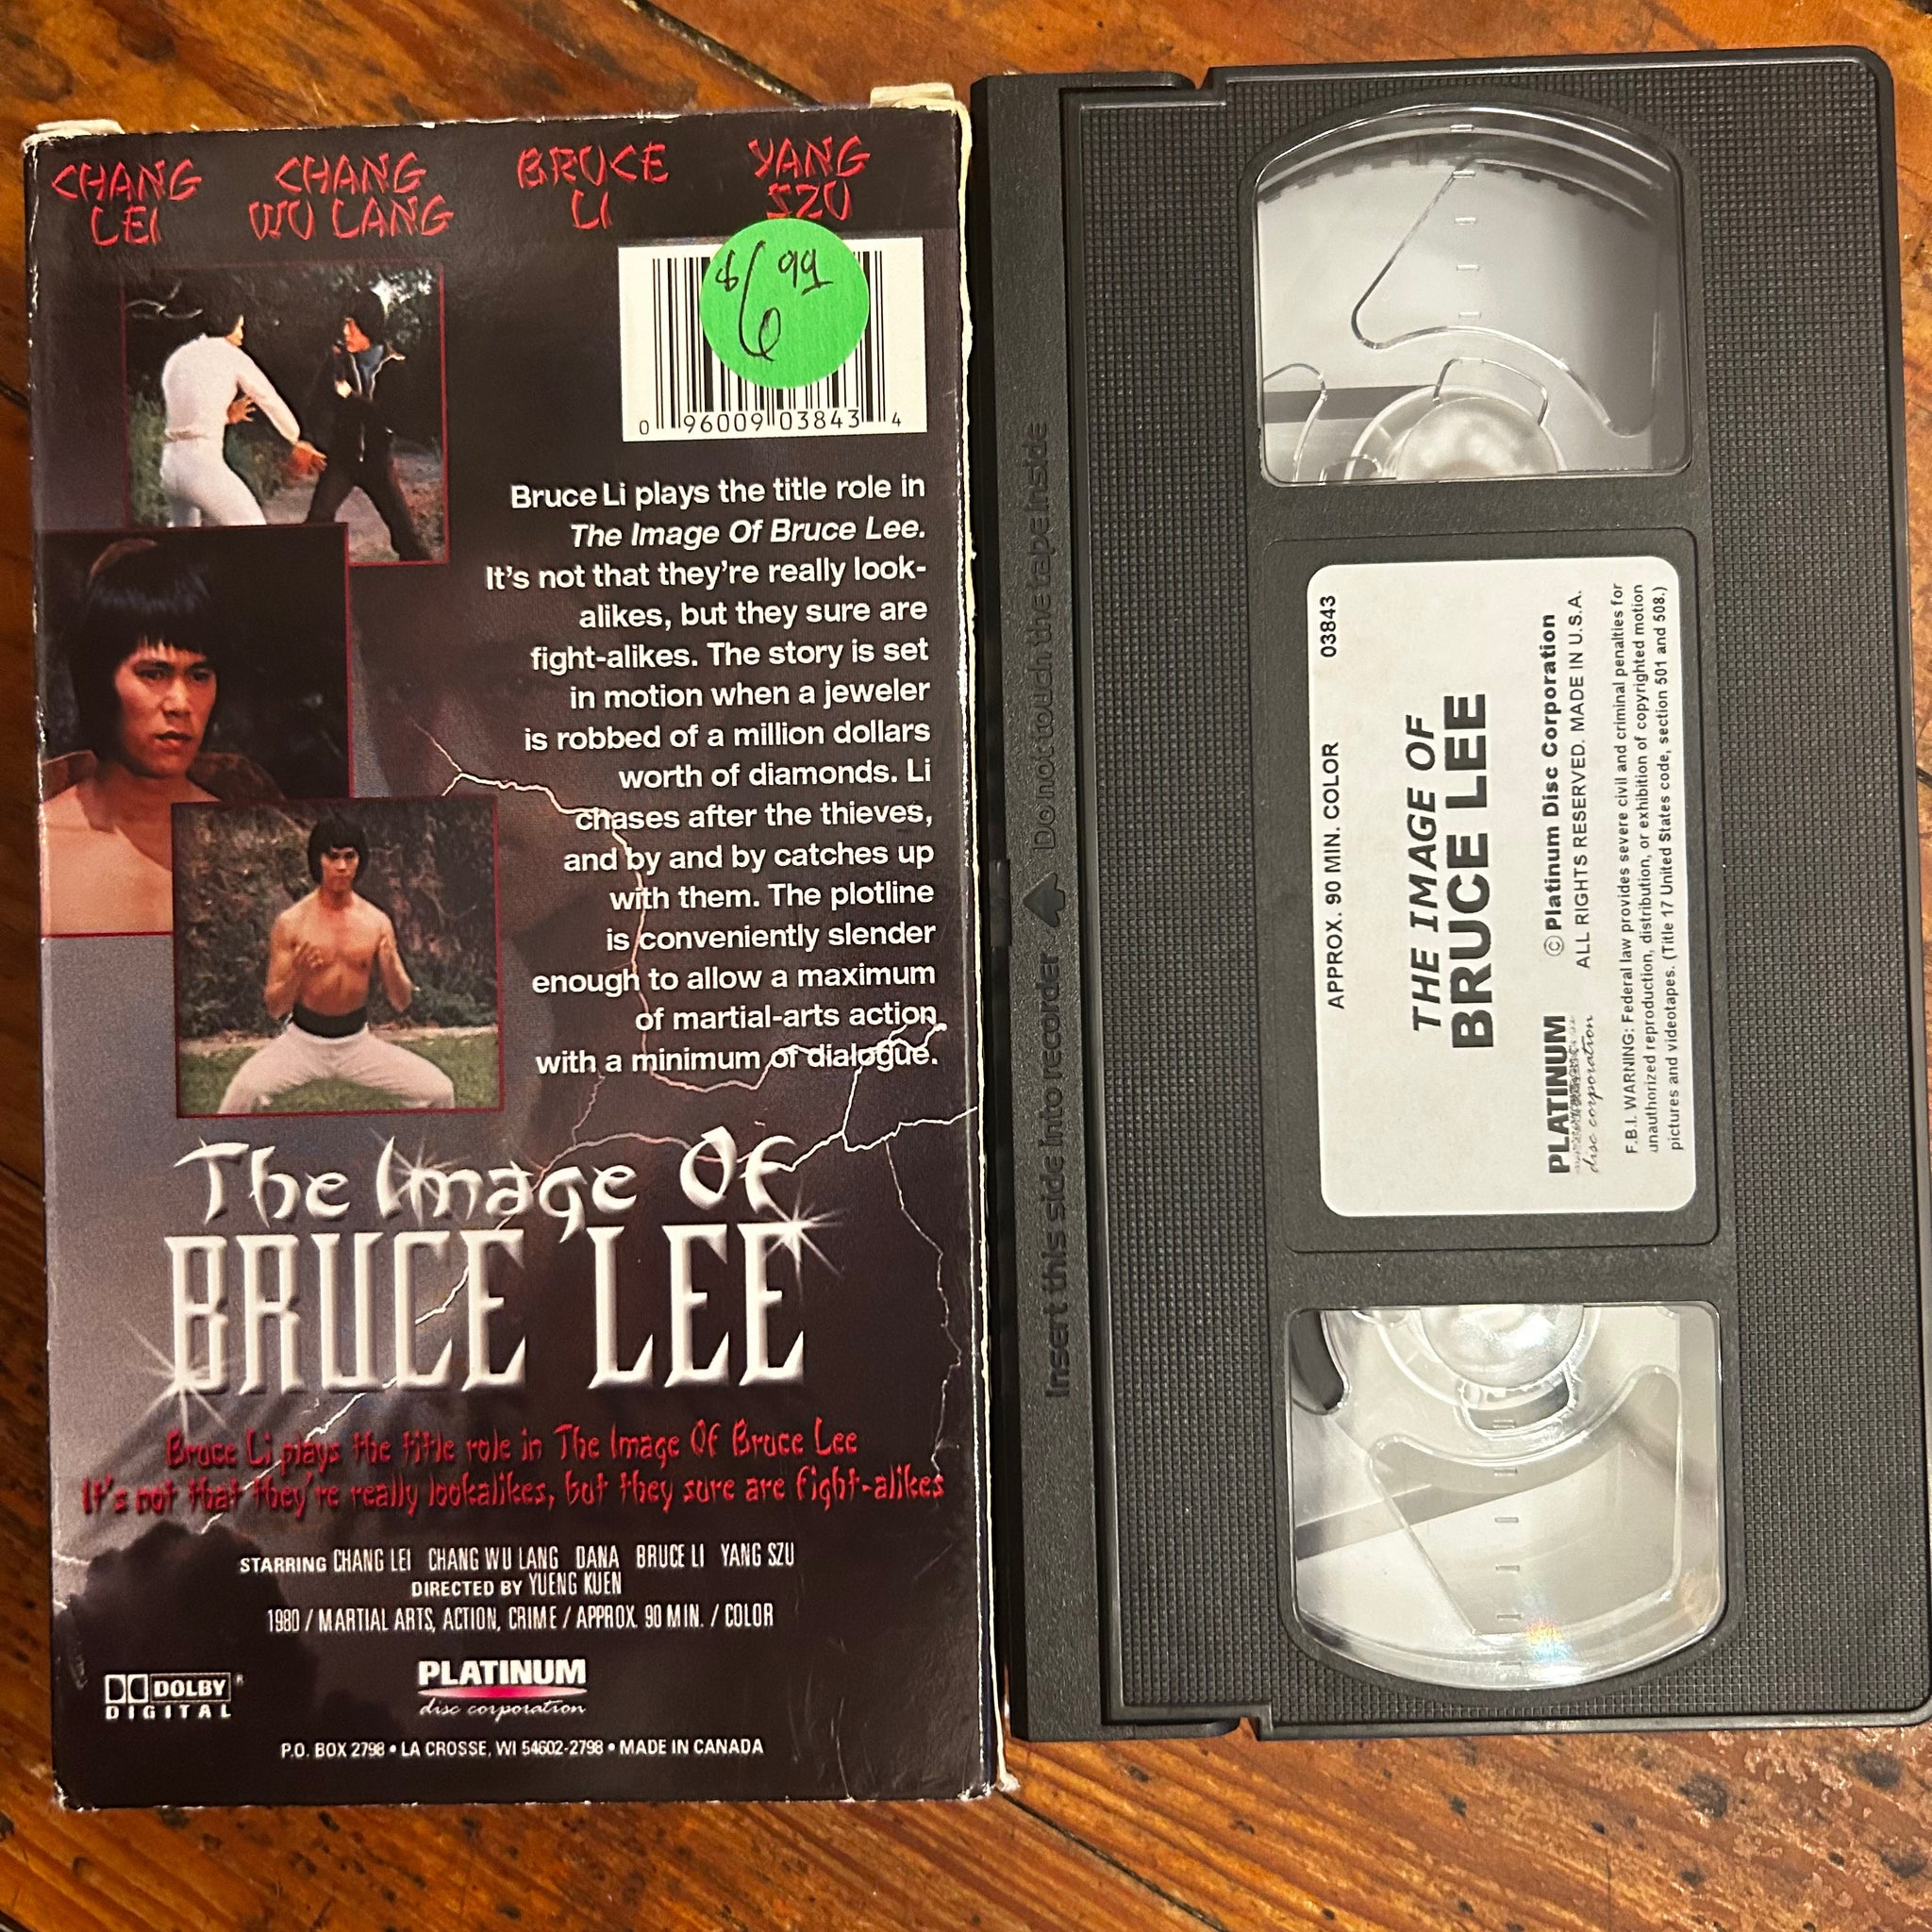 CHANG LEI
CHANG WU LANG
BRUCE LI
YANG SZU
$6 99
0 96009 03843 4
Bruce Li plays the title role in
The Image Of Bruce Lee.
It's not that they're really look-
alikes, but they sure are
fight-alikes. The story is set
in motion when a jeweler
is robbed of a million dollars
worth of diamonds. Li
chases after the thieves,
and by and by catches up
with them. The plotline
is conveniently slender
enough to allow a maximum
of martial-arts action
with a minimum of dialogue.
The Image Of
BRUCE LEE
Bruce Li plays the title role in The Image Of Bruce Lee
It's not that they're really lookalikes, but they sure are fight-alikes
STARRING CHANG LEI CHANG WU LANG DANA BRUCE LI YANG SZU
DIRECTED BY YUENG KUEN
1980 / MARTIAL ARTS, ACTION, CRIME / APPROX. 90 MIN. / COLOR
DOLBY
DIGITAL
PLATINUM
disc corporation
P.O. BOX 2798 • LA CROSSE, WI 54602-2798 • MADE IN CANADA
Insert this side into recorder Do not touch the tape inside
APPROX. 90 MIN. COLOR 03843
THE IMAGE OF
BRUCE LEE
PLATINUM
disc corporation
© Platinum Disc Corporation
ALL RIGHTS RESERVED. MADE IN U.S.A.
F.B.I. WARNING: Federal law provides severe civil and criminal penalties for
unauthorized reproduction, distribution, or exhibition of copyrighted motion
pictures and videotapes. (Title 17 United States code, section 501 and 508.)